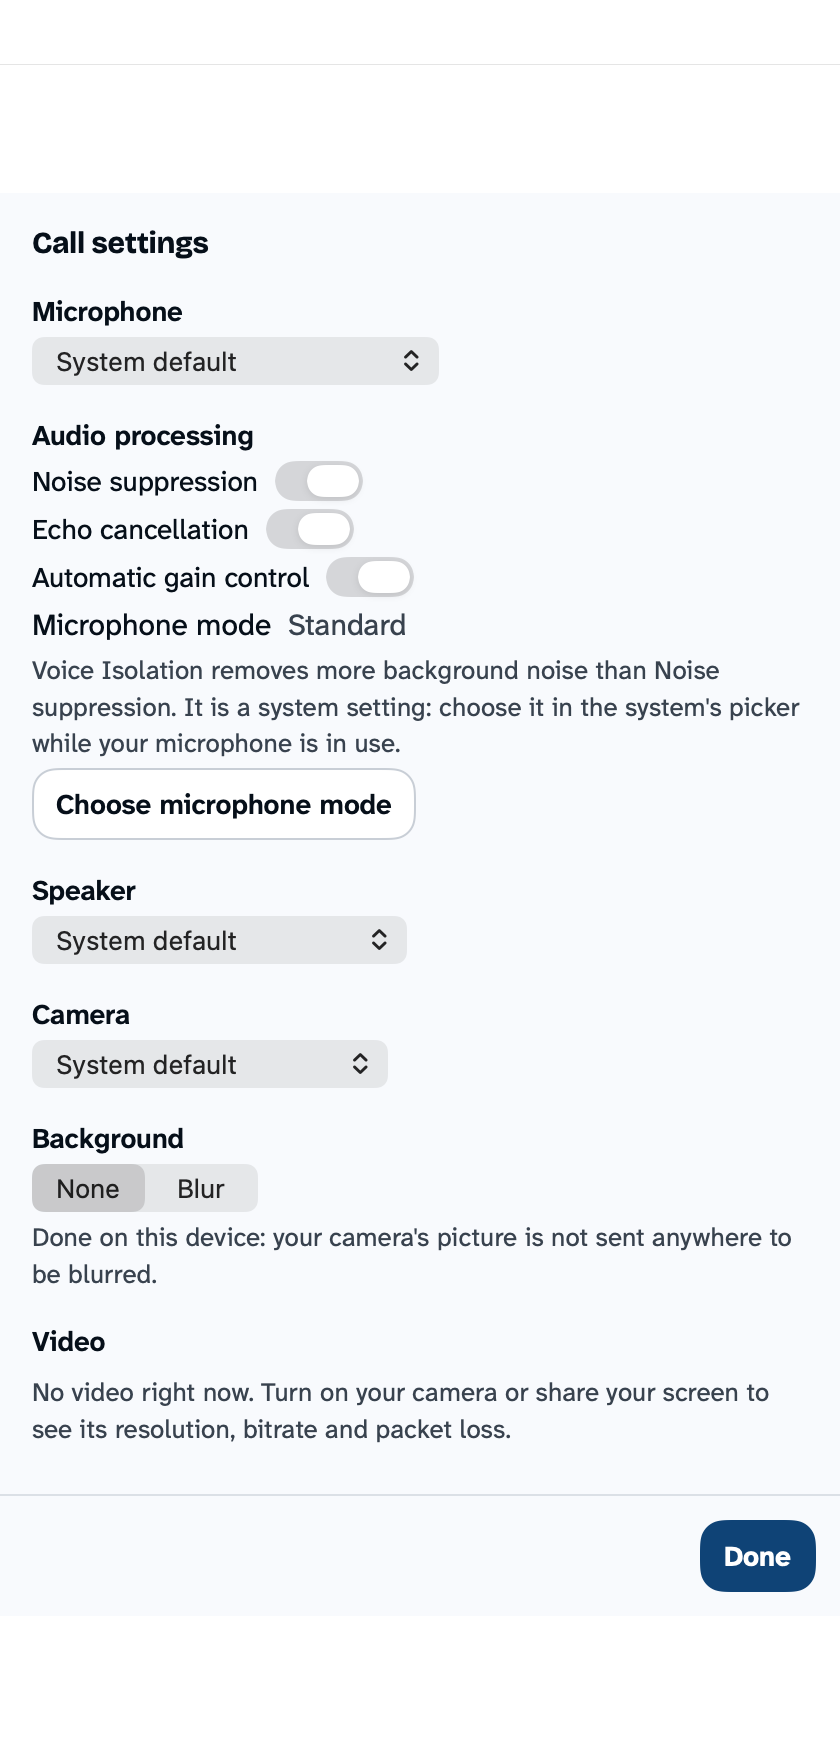 Call settings
Microphone
System default
Audio processing
Noise suppression
Echo cancellation
Automatic gain control
Microphone mode Standard
Voice Isolation removes more background noise than Noise
suppression. It is a system setting: choose it in the system's picker
while your microphone is in use.
Choose microphone mode
Speaker
System default
Camera
System default
Background
None Blur
Done on this device: your camera's picture is not sent anywhere to
be blurred.
Video
No video right now. Turn on your camera or share your screen to
see its resolution, bitrate and packet loss.
Done